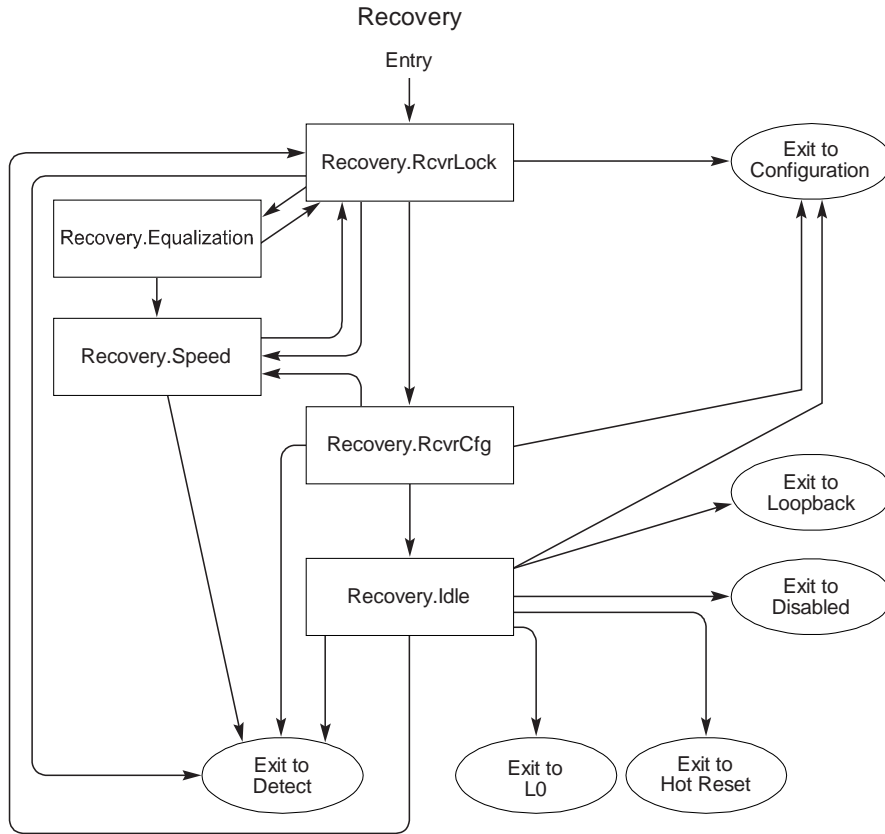 Recovery
Entry
Recovery.RcvrLock
Exit to
Configuration
Recovery.Equalization
Recovery.Speed
Recovery.RcvrCfg
Exit to
Loopback
Recovery.Idle
Exit to
Disabled
Exit to
Detect
Exit to
L0
Exit to
Hot Reset